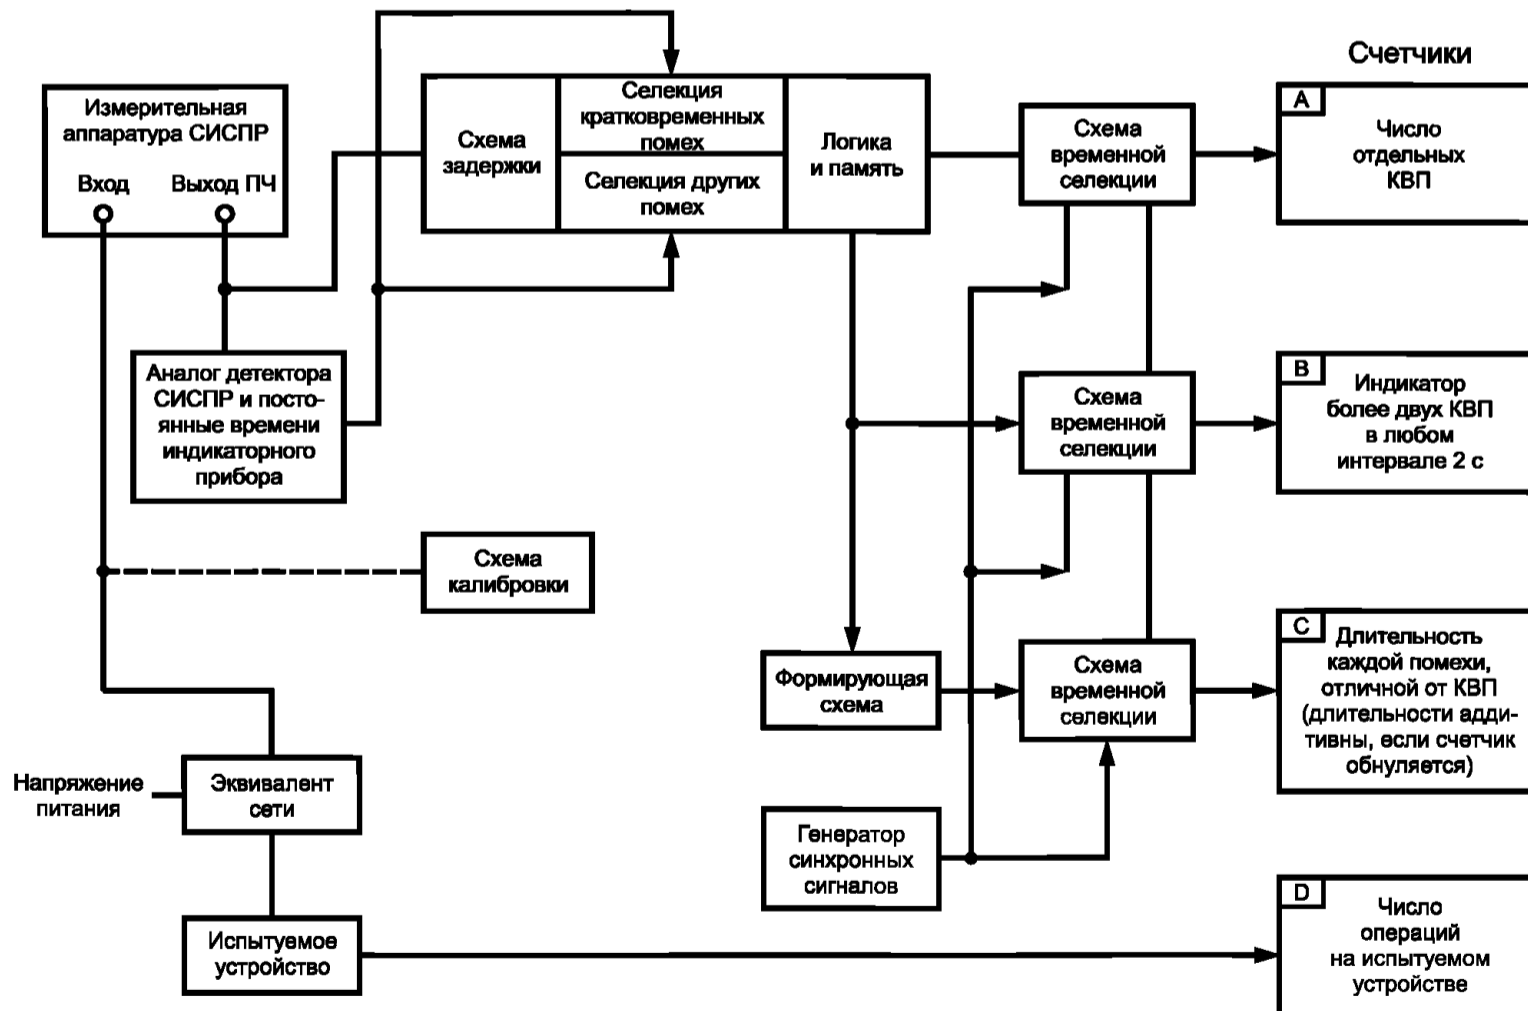 Счетчики
Измерительная
аппаратура СИСПР
Вход
Выход ПЧ
Схема
задержки
Селекция
кратковременных
помех
Селекция других
помех
Логика
и память
Схема
временной
селекции
A
Число
отдельных
КВП
Аналог детектора
СИСПР и посто-
янные времени
индикаторного
прибора
Схема
временной
селекции
B
Индикатор
более двух КВП
в любом
интервале 2 с
Схема
калибровки
Формирующая
схема
Схема
временной
селекции
C
Длительность
каждой помехи,
отличной от КВП
(длительности адди-
тивны, если счетчик
обнуляется)
Напряжение
питания
Эквивалент
сети
Генератор
синхронных
сигналов
Испытуемое
устройство
D
Число
операций
на испытуемом
устройстве